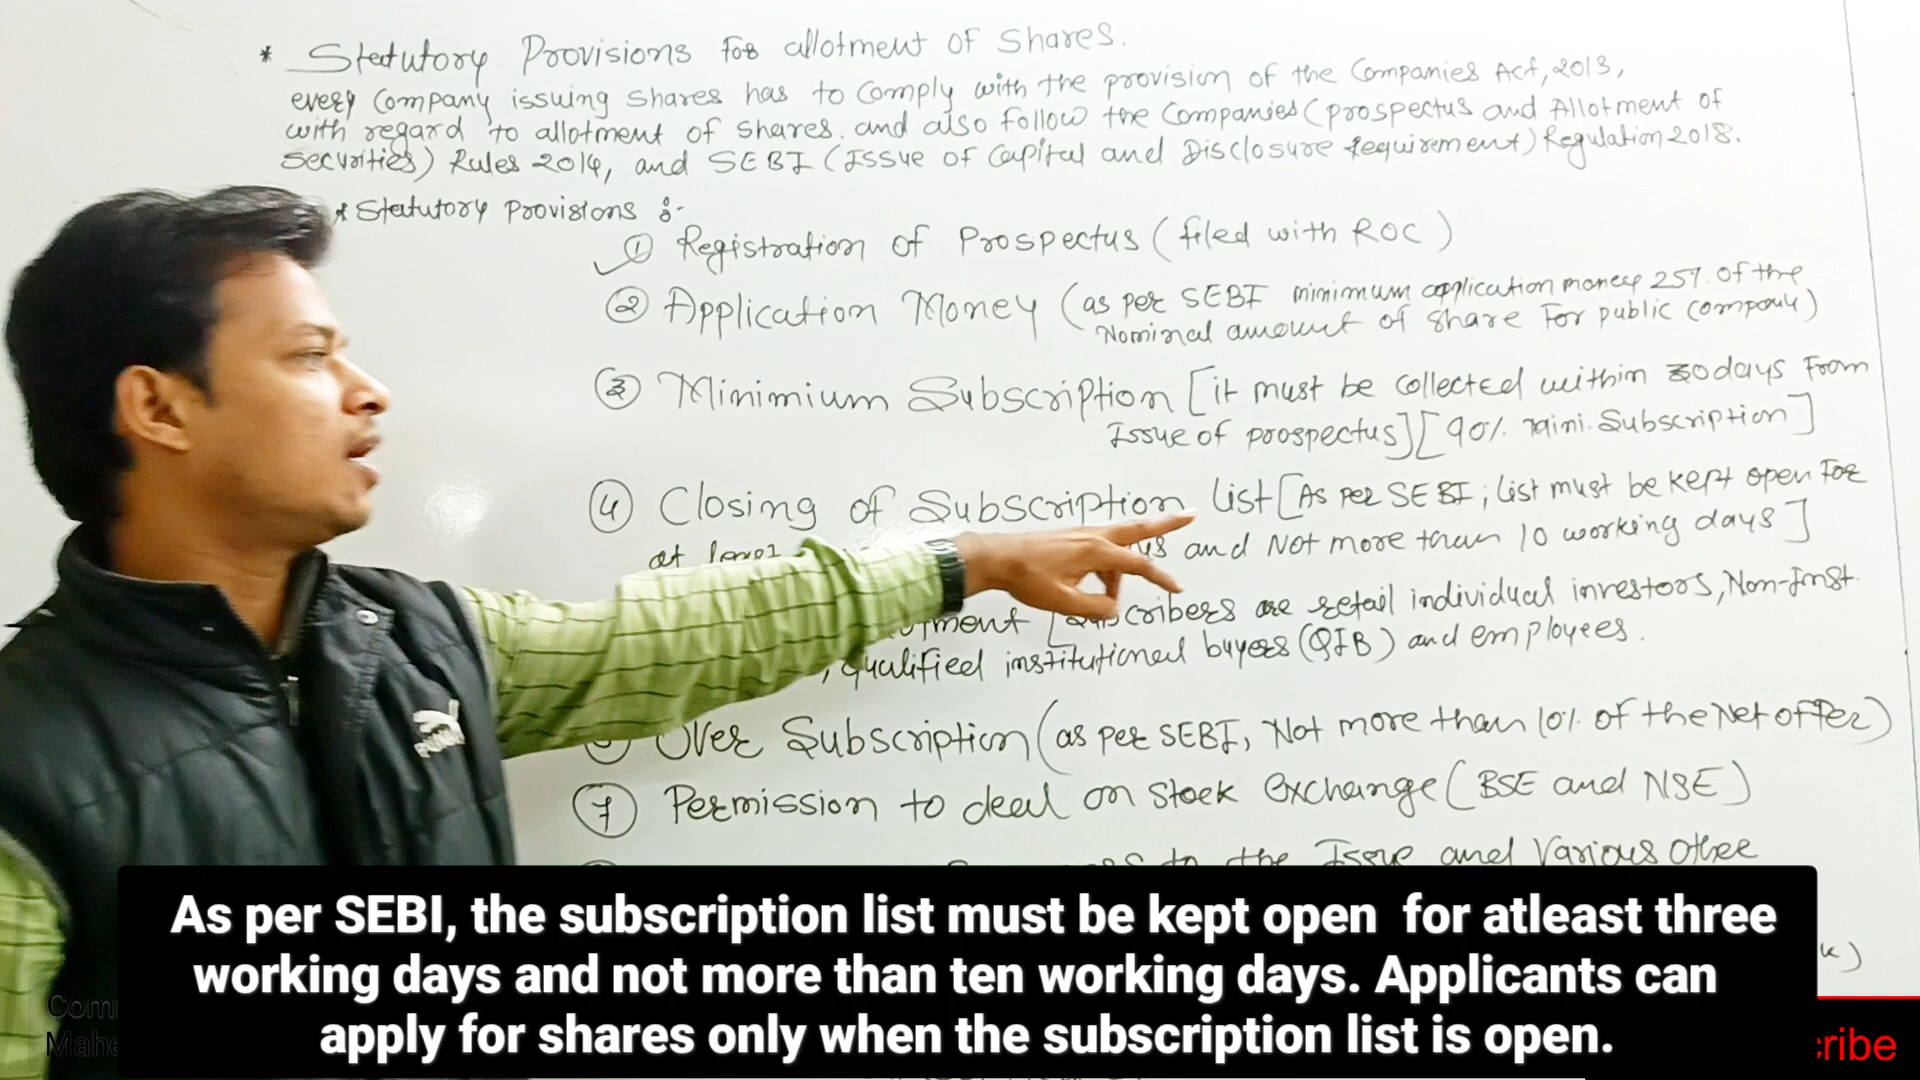 * Statutory Provisions for allotment of Shares.
every Company issuing shares has to comply with the provision of the Companies Act, 2013,
with regard to allotment of shares. and also follow the Companies (prospectus and Allotment of
Securities) Rules 2014, and SEBI (Issue of Capital and Disclosure requirement) Regulation 2018.
* Statutory Provisions :-
① Registration of Prospectus (filed with ROC)
② Application Money (as per SEBI minimum application money 25% of the
Nominal amount of share for public company)
③ Minimium Subscription [it must be collected within 30 days from
Issue of prospectus] [90% mini. Subscription]
④ Closing of Subscription list [As per SEBI, list must be kept open for
at and Not more than 10 working days]
are retail individual investors, Non-Inst.
, qualified institutional buyers (QIB) and employees.
Over Subscription (as per SEBI, Not more than 10% of the Net offer)
⑦ Permission to deal on Stock exchange (BSE and NSE)
to the Issue and Various Other
As per SEBI, the subscription list must be kept open for atleast three
working days and not more than ten working days. Applicants can
apply for shares only when the subscription list is open.